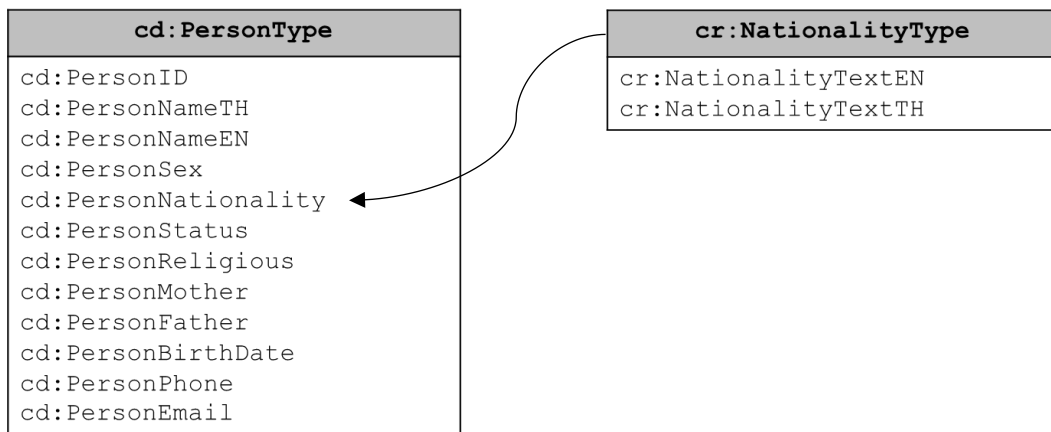 cd:PersonType
cd:PersonID
cd:PersonNameTH
cd:PersonNameEN
cd:PersonSex
cd:PersonNationality
cd:PersonStatus
cd:PersonReligious
cd:PersonMother
cd:PersonFather
cd:PersonBirthDate
cd:PersonPhone
cd:PersonEmail
cr:NationalityType
cr:NationalityTextEN
cr:NationalityTextTH